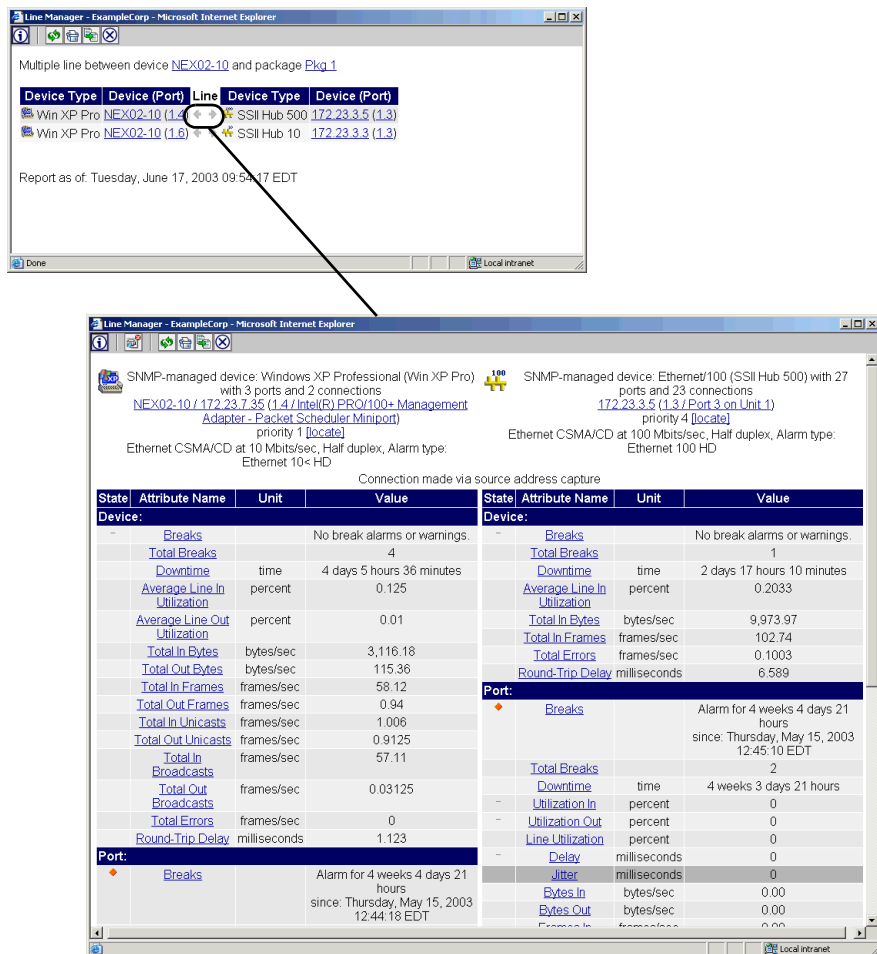 Line Manager - ExampleCorp - Microsoft Internet Explorer
Multiple line between device NEX02-10 and package Pkg 1
Device Type Device (Port) Line Device Type Device (Port)
Win XP Pro NEX02-10 (1.4) SSII Hub 500 172.23.3.5 (1.3)
Win XP Pro NEX02-10 (1.6) SSII Hub 10 172.23.3.3 (1.3)
Report as of: Tuesday, June 17, 2003 09:54:17 EDT
Done Local intranet
Line Manager - ExampleCorp - Microsoft Internet Explorer
XP
SNMP-managed device: Windows XP Professional (Win XP Pro)
with 3 ports and 2 connections
NEX02-10 / 172.23.7.35 (1.4 / Intel(R) PRO/100+ Management
Adapter - Packet Scheduler Miniport)
priority 1 [locate]
Ethernet CSMA/CD at 10 Mbits/sec, Half duplex, Alarm type:
Ethernet 10< HD
100
SNMP-managed device: Ethernet/100 (SSII Hub 500) with 27
ports and 23 connections
172.23.3.5 (1.3 / Port 3 on Unit 1)
priority 4 [locate]
Ethernet CSMA/CD at 100 Mbits/sec, Half duplex, Alarm type:
Ethernet 100 HD
Connection made via source address capture
State Attribute Name Unit Value
Device:
Breaks No break alarms or warnings.
Total Breaks 4
Downtime time 4 days 5 hours 36 minutes
Average Line In percent 0.125
Utilization
Average Line Out percent 0.01
Utilization
Total In Bytes bytes/sec 3,116.18
Total Out Bytes bytes/sec 115.36
Total In Frames frames/sec 58.12
Total Out Frames frames/sec 0.94
Total In Unicasts frames/sec 1.006
Total Out Unicasts frames/sec 0.9125
Total In frames/sec 57.11
Broadcasts
Total Out frames/sec 0.03125
Broadcasts
Total Errors frames/sec 0
Round-Trip Delay milliseconds 1.123
Port:
Breaks Alarm for 4 weeks 4 days 21
hours
since: Thursday, May 15, 2003
12:44:18 EDT
State Attribute Name Unit Value
Device:
Breaks No break alarms or warnings.
Total Breaks 1
Downtime time 2 days 17 hours 10 minutes
Average Line In percent 0.2033
Utilization
Total In Bytes bytes/sec 9,973.97
Total In Frames frames/sec 102.74
Total Errors frames/sec 0.1003
Round-Trip Delay milliseconds 6.589
Port:
Breaks Alarm for 4 weeks 4 days 21
hours
since: Thursday, May 15, 2003
12:45:10 EDT
Total Breaks 2
Downtime time 4 weeks 3 days 21 hours
Utilization In percent 0
Utilization Out percent 0
Line Utilization percent 0
Delay milliseconds 0
Jitter milliseconds 0
Bytes In bytes/sec 0.00
Bytes Out bytes/sec 0.00
Frames In frames/sec 0.00
Local intranet